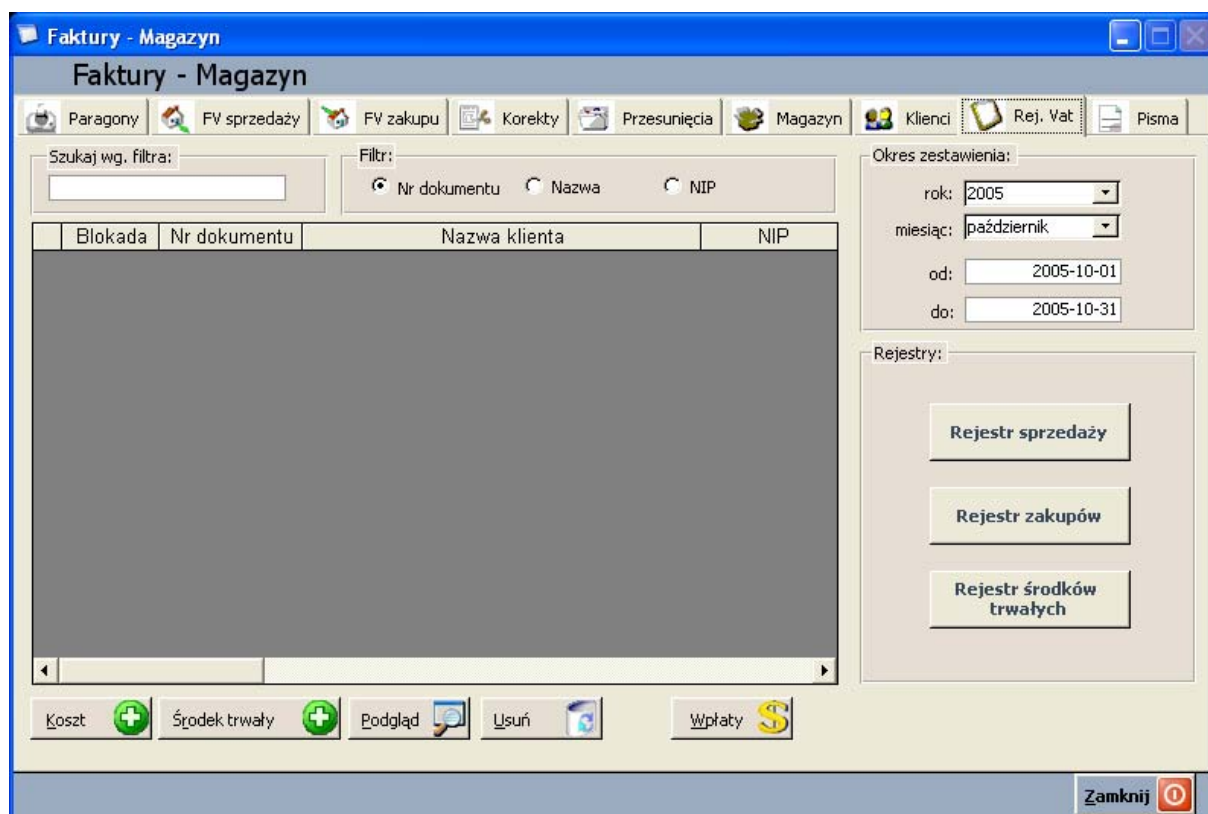 Faktury - Magazyn
Faktury - Magazyn
Paragony FV sprzedaży FV zakupu Korekty Przesunięcia Magazyn Klienci Rej. Vat Pisma
Szukaj wg. filtra: Filtr: Okres zestawienia:
Nr dokumentu Nazwa NIP rok: 2005
Blokada Nr dokumentu Nazwa klienta NIP miesiąc: październik
od: 2005-10-01
do: 2005-10-31
Rejestry:
Rejestr sprzedaży
Rejestr zakupów
Rejestr środków
trwałych
Koszt Środek trwały Podgląd Usuń Wpłaty
Zamknij